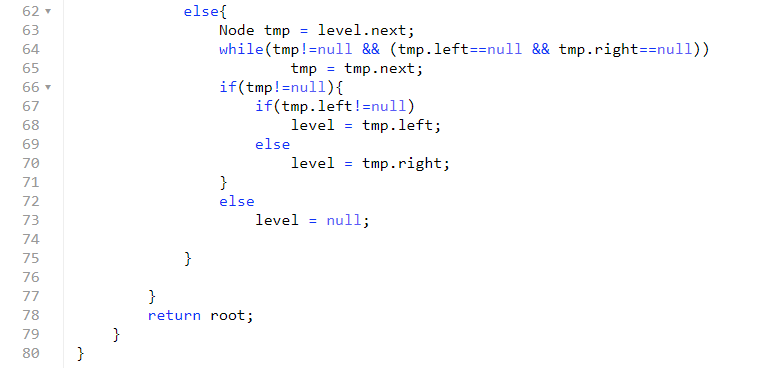 62 else{
63 Node tmp = level.next;
64 while(tmp!=null && (tmp.left==null && tmp.right==null))
65 tmp = tmp.next;
66 if(tmp!=null){
67 if(tmp.left!=null)
68 level = tmp.left;
69 else
70 level = tmp.right;
71 }
72 else
73 level = null;
74
75 }
76
77 }
78 return root;
79 }
80 }